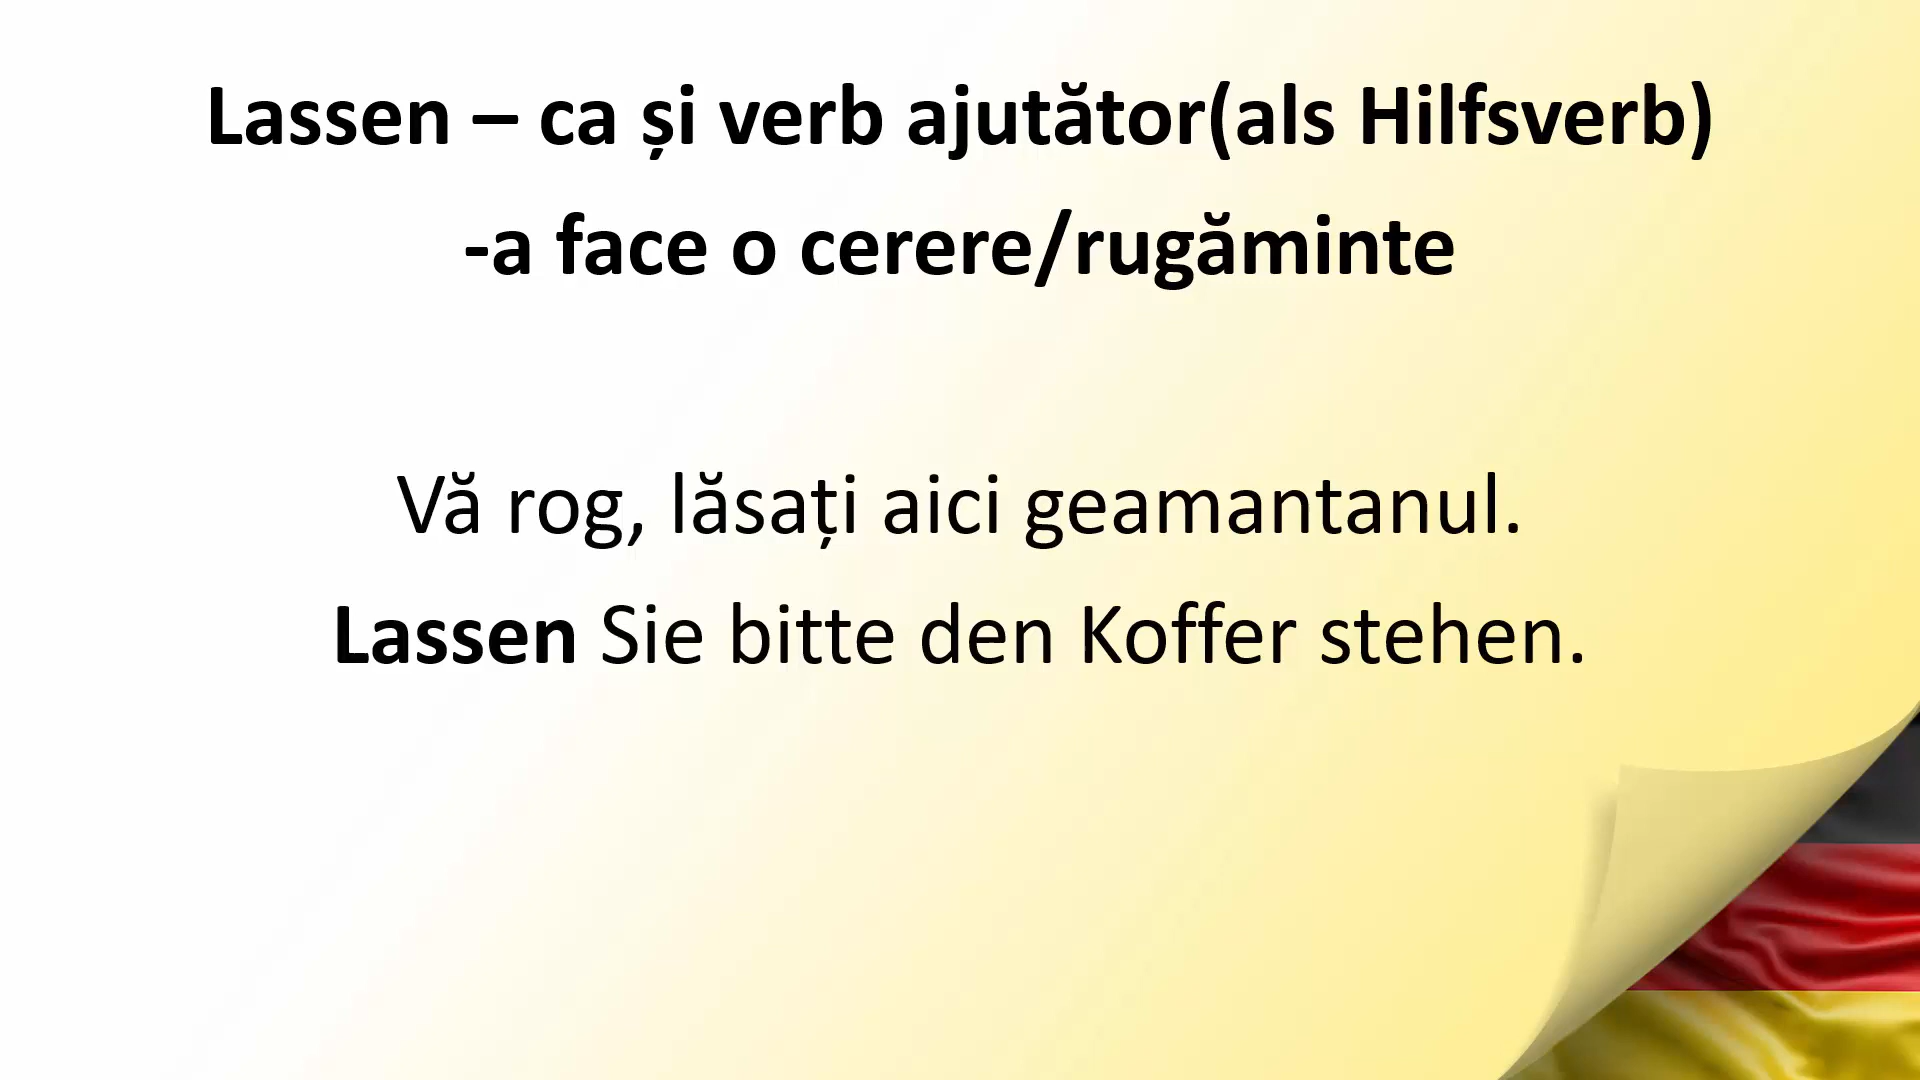 Lassen – ca și verb ajutător(als Hilfsverb)
-a face o cerere/rugăminte
Vă rog, lăsați aici geamantanul.
Lassen Sie bitte den Koffer stehen.